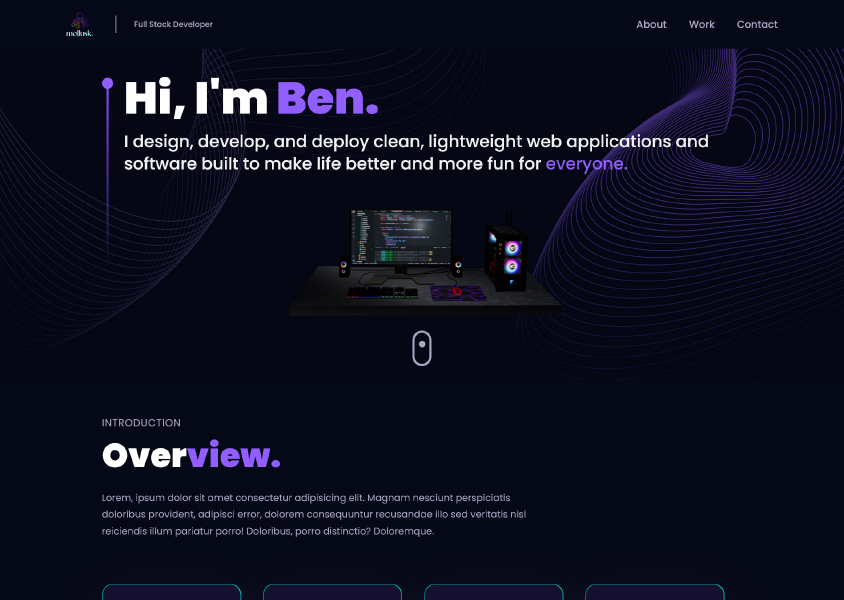 mollusk.
Full Stack Developer
About
Work
Contact
Hi, I'm Ben.
I design, develop, and deploy clean, lightweight web applications and
software built to make life better and more fun for everyone.
INTRODUCTION
Overview.
Lorem, ipsum dolor sit amet consectetur adipisicing elit. Magnam nesciunt perspiciatis
doloribus provident, adipisci error, dolorem consequuntur recusandae illo sed veritatis nisi
reiciendis illum pariatur porro! Doloribus, porro distinctio? Doloremque.